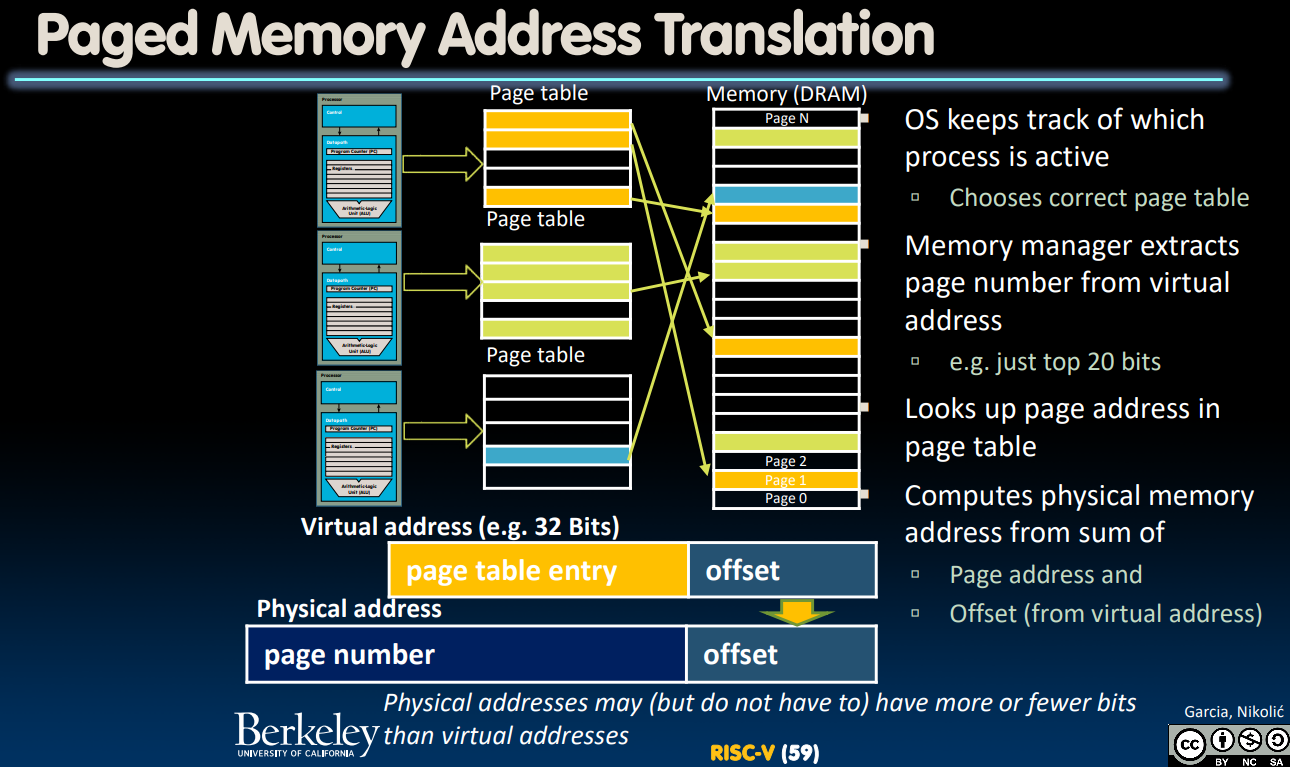 Paged Memory Address Translation
Page table
Memory (DRAM)
Processor
Control
Datapath
Program Counter (PC)
Registers
Arithmetic-Logic
Unit (ALU)
Page table
Processor
Control
Datapath
Program Counter (PC)
Registers
Arithmetic-Logic
Unit (ALU)
Page table
Processor
Control
Datapath
Program Counter (PC)
Registers
Arithmetic-Logic
Unit (ALU)
Page N
Page 2
Page 1
Page 0
OS keeps track of which
process is active
Chooses correct page table
Memory manager extracts
page number from virtual
address
e.g. just top 20 bits
Looks up page address in
page table
Computes physical memory
address from sum of
Page address and
Offset (from virtual address)
Virtual address (e.g. 32 Bits)
page table entry
offset
Physical address
page number
offset
Physical addresses may (but do not have to) have more or fewer bits
than virtual addresses
Berkeley
UNIVERSITY OF CALIFORNIA
RISC-V (59)
Garcia, Nikolić
cc
BY NC SA